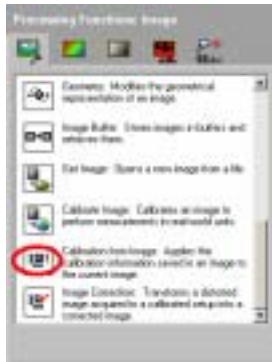 Processing Functions: Image
Geometry: Modifies the geometrical
representation of an image.
Image Buffer: Stores images in buffers and
retrieves them.
Get Image: Opens a new image from a file.
Calibrate Image: Calibrates an image to
perform measurements in real-world units.
Calibration from Image: Applies the
calibration information saved in an image to
the current image.
Image Correction: Transforms a distorted
image acquired in a calibrated setup into a
corrected image.